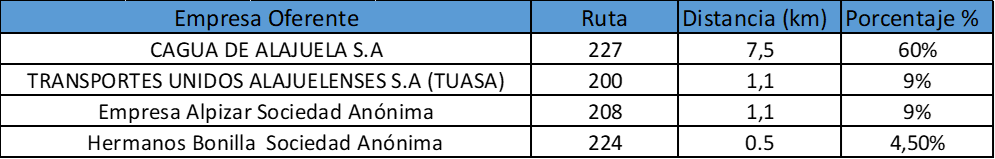 Empresa Oferente Ruta Distancia (km) Porcentaje %
CAGUA DE ALAJUELA S.A 227 7,5 60%
TRANSPORTES UNIDOS ALAJUELENSES S.A (TUASA) 200 1,1 9%
Empresa Alpizar Sociedad Anónima 208 1,1 9%
Hermanos Bonilla Sociedad Anónima 224 0.5 4,50%